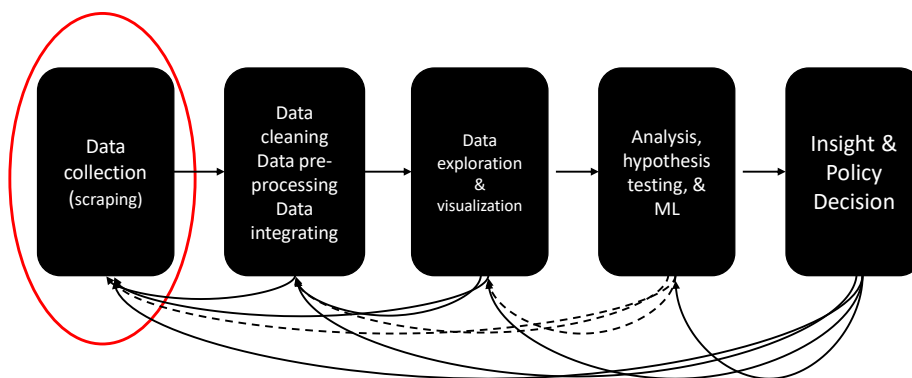 Data
collection
(scraping)
Data
cleaning
Data pre-
processing
Data
integrating
Data
exploration
&
visualization
Analysis,
hypothesis
testing, &
ML
Insight &
Policy
Decision